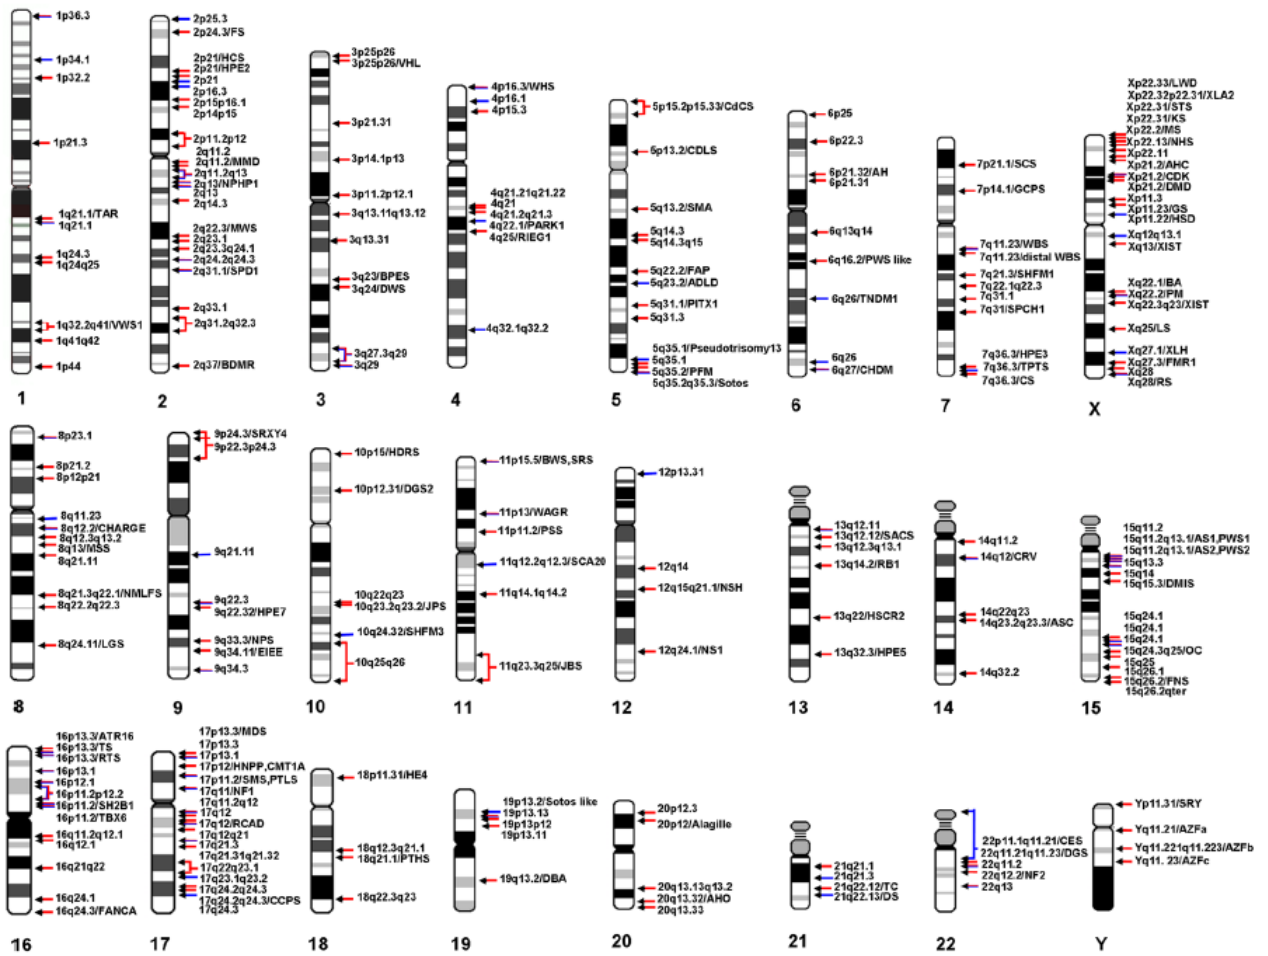 1p36.3
1p34.1
1p32.2
1p21.3
1q21.1/TAR
1q21.1
1q24.3
1q24q25
1q32.2q41/VWS1
1q41q42
1p44
1
2p25.3
2p24.3/FS
2p21/HCS
2p21/HPE2
2p21
2p16.3
2p15p16.1
2p14p15
2p11.2p12
2q11.2
2q11.2/MMD
2q11.2q13
2q13/NPHP1
2q13
2q14.3
2q22.3/MWS
2q23.1
2q23.3q24.1
2q24.2q24.3
2q31.1/SPD1
2q33.1
2q31.2q32.3
2q37/BDMR
2
3p25p26
3p25p26/VHL
3p21.31
3p14.1p13
3p11.2p12.1
3q13.11q13.12
3q13.31
3q23/BPES
3q24/DWS
3q27.3q29
3q29
3
4p16.3/WHS
4p16.1
4p15.3
4q21.21q21.22
4q21
4q21.2q21.3
4q22.1/PARK1
4q25/RIEG1
4q32.1q32.2
4
5p15.2p15.33/CdCS
5p13.2/CDLS
5q13.2/SMA
5q14.3
5q14.3q15
5q22.2/FAP
5q23.2/ADLD
5q31.1/PITX1
5q31.3
5q35.1/Pseudotrisomy13
5q35.1
5q35.2/PFM
5q35.2q35.3/Sotos
5
6p25
6p22.3
6p21.32/AH
6p21.31
6q13q14
6q16.2/PWS like
6q26/TNDM1
6q26
6q27/CHDM
6
7p21.1/SCS
7p14.1/GCPS
7q11.23/WBS
7q11.23/distal WBS
7q21.3/SHFM1
7q22.1q22.3
7q31.1
7q31/SPCH1
7q36.3/HPE3
7q36.3/TPTS
7q36.3/CS
7
Xp22.33/LWD
Xp22.32p22.31/XLA2
Xp22.31/STS
Xp22.31/KS
Xp22.2/MS
Xp22.13/NHS
Xp22.11
Xp21.2/AHC
Xp21.2/CDK
Xp21.2/DMD
Xp11.3
Xp11.23/GS
Xp11.22/HSD
Xq12q13.1
Xq13/XIST
Xq22.1/BA
Xq22.2/PM
Xq22.3q23/XIST
Xq25/LS
Xq27.1/XLH
Xq27.3/FMR1
Xq28
Xq28/RS
X
8p23.1
8p21.2
8p12p21
8q11.23
8q12.2/CHARGE
8q12.3q13.2
8q13/MSS
8q21.11
8q21.3q22.1/NMLFS
8q22.2q22.3
8q24.11/LGS
8
9p24.3/SRXY4
9p22.3p24.3
9q21.11
9q22.3
9q22.32/HPE7
9q33.3/NPS
9q34.11/EIEE
9q34.3
9
10p15/HDRS
10p12.31/DGS2
10q22q23
10q23.2q23.2/JPS
10q24.32/SHFM3
10q25q26
10
11p15.5/BWS,SRS
11p13/WAGR
11p11.2/PSS
11q12.2q12.3/SCA20
11q14.1q14.2
11q23.3q25/JBS
11
12p13.31
12q14
12q15q21.1/NSH
12q24.1/NS1
12
13q12.11
13q12.12/SACS
13q12.3q13.1
13q14.2/RB1
13q22/HSCR2
13q32.3/HPE5
13
14q11.2
14q12/CRV
14q22q23
14q23.2q23.3/ASC
14q32.2
14
15q11.2
15q11.2q13.1/AS1,PWS1
15q11.2q13.1/AS2,PWS2
15q13.3
15q14
15q15.3/DMIS
15q24.1
15q24.1
15q24.1
15q24.3q25/OC
15q25
15q26.1
15q26.2/FNS
15q26.2qter
15
16p13.3/ATR16
16p13.3/TS
16p13.3/RTS
16p13.1
16p12.1
16p11.2p12.2
16p11.2/SH2B1
16p11.2/TBX6
16q11.2q12.1
16q12.1
16q21q22
16q24.1
16q24.3/FANCA
16
17p13.3/MDS
17p13.3
17p13.1
17p12/HNPP,CMT1A
17p11.2/SMS,PTLS
17q11/NF1
17q11.2q12
17q12
17q12/RCAD
17q12q21
17q21.3
17q21.31q21.32
17q22q23.1
17q23.1q23.2
17q24.2q24.3
17q24.2q24.3/CCPS
17q24.3
17
18p11.31/HE4
18q12.3q21.1
18q21.1/PTHS
18q22.3q23
18
19p13.2/Sotos like
19p13.13
19p13p12
19p13.11
19q13.2/DBA
19
20p12.3
20p12/Alagille
20q13.13q13.2
20q13.32/AHO
20q13.33
20
21q21.1
21q21.3
21q22.12/TC
21q22.13/DS
21
22p11.1q11.21/CES
22q11.21q11.23/DGS
22q11.2
22q12.2/NF2
22q13
22
Yp11.31/SRY
Yq11.21/AZFa
Yq11.221q11.223/AZFb
Yq11. 23/AZFc
Y